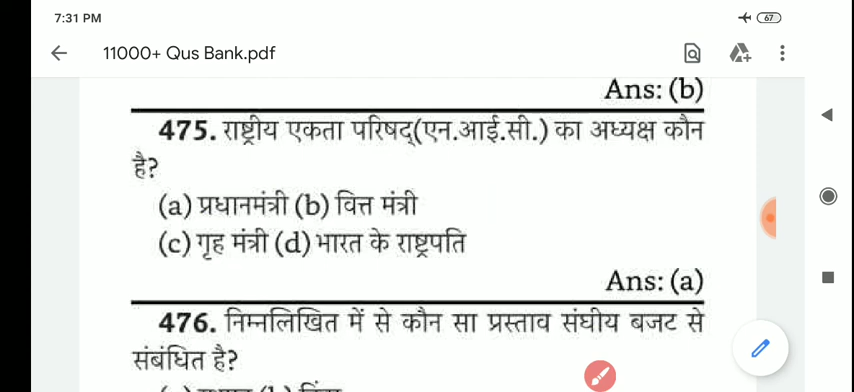 7:31 PM
67
11000+ Qus Bank.pdf
Ans: (b)
475. राष्ट्रीय एकता परिषद्(एन.आई.सी.) का अध्यक्ष कौन
है?
(a) प्रधानमंत्री (b) वित्त मंत्री
(c) गृह मंत्री (d) भारत के राष्ट्रपति
Ans: (a)
476. निम्नलिखित में से कौन सा प्रस्ताव संघीय बजट से
संबंधित है?